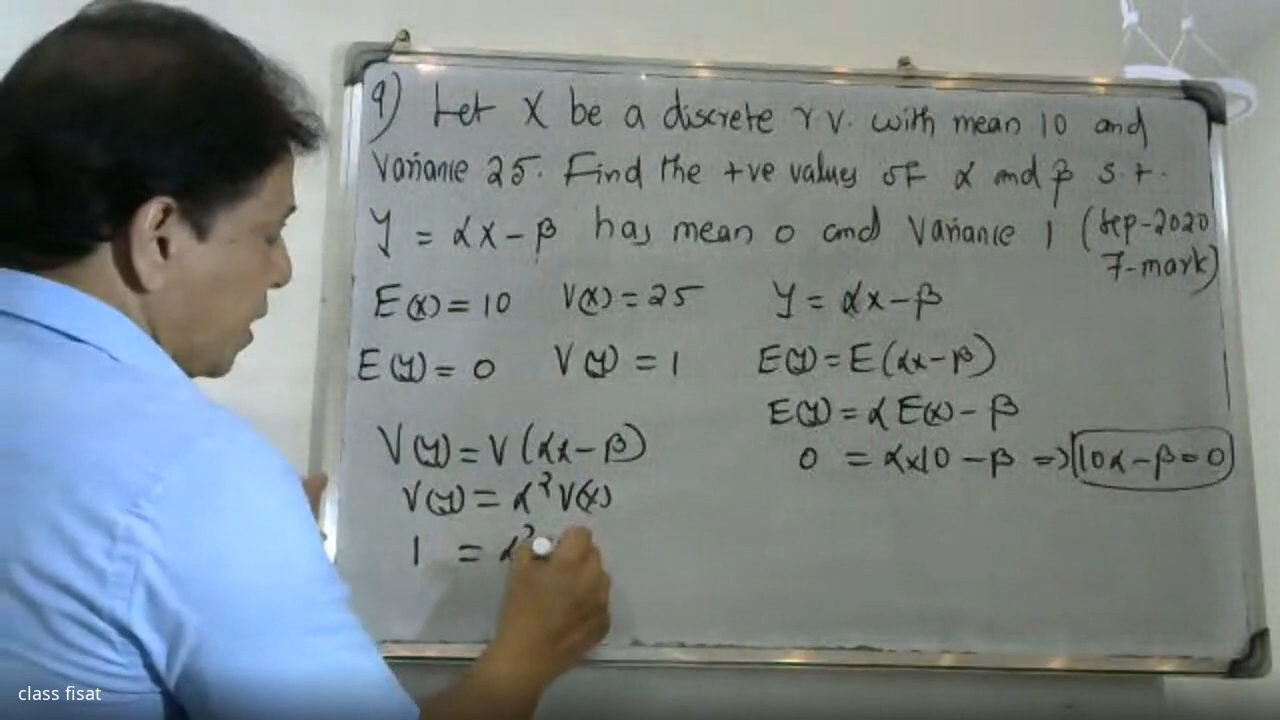 9) Let X be a discrete r v. with mean 10 and
Variance 25. Find the +ve values of α and β s.t.
Y = αX-β has mean 0 and Variance 1 (Sep-2020
7-mark)
E(X) = 10 V(X) = 25 Y = αX-β
E(Y) = 0 V(Y) = 1 E(Y) = E(αX-β)
E(Y) = αE(X) - β
V(Y) = V(αX-β) 0 = α×10 - β => 10α-β=0
V(Y) = α² V(X)
1 = α²
class fisat